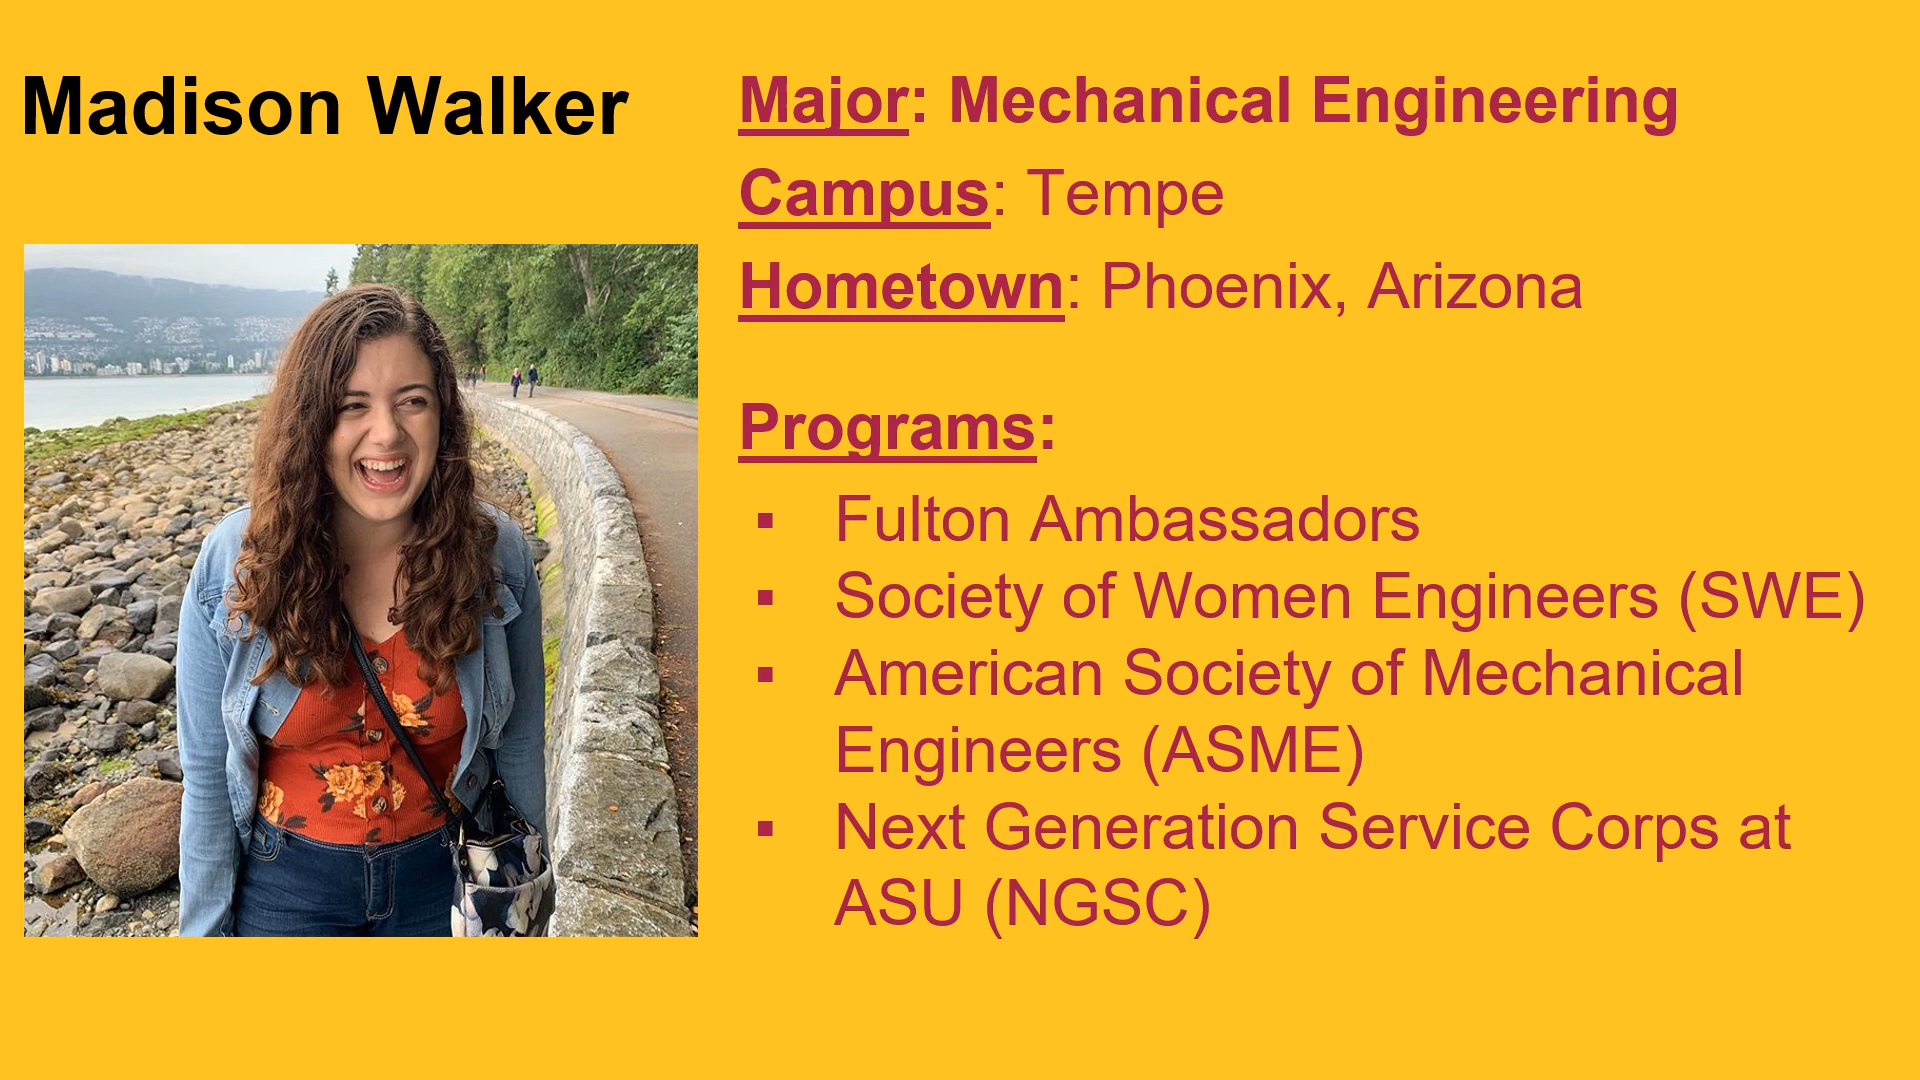 Madison Walker
Major: Mechanical Engineering
Campus: Tempe
Hometown: Phoenix, Arizona
Programs:
▪ Fulton Ambassadors
▪ Society of Women Engineers (SWE)
▪ American Society of Mechanical
Engineers (ASME)
▪ Next Generation Service Corps at
ASU (NGSC)